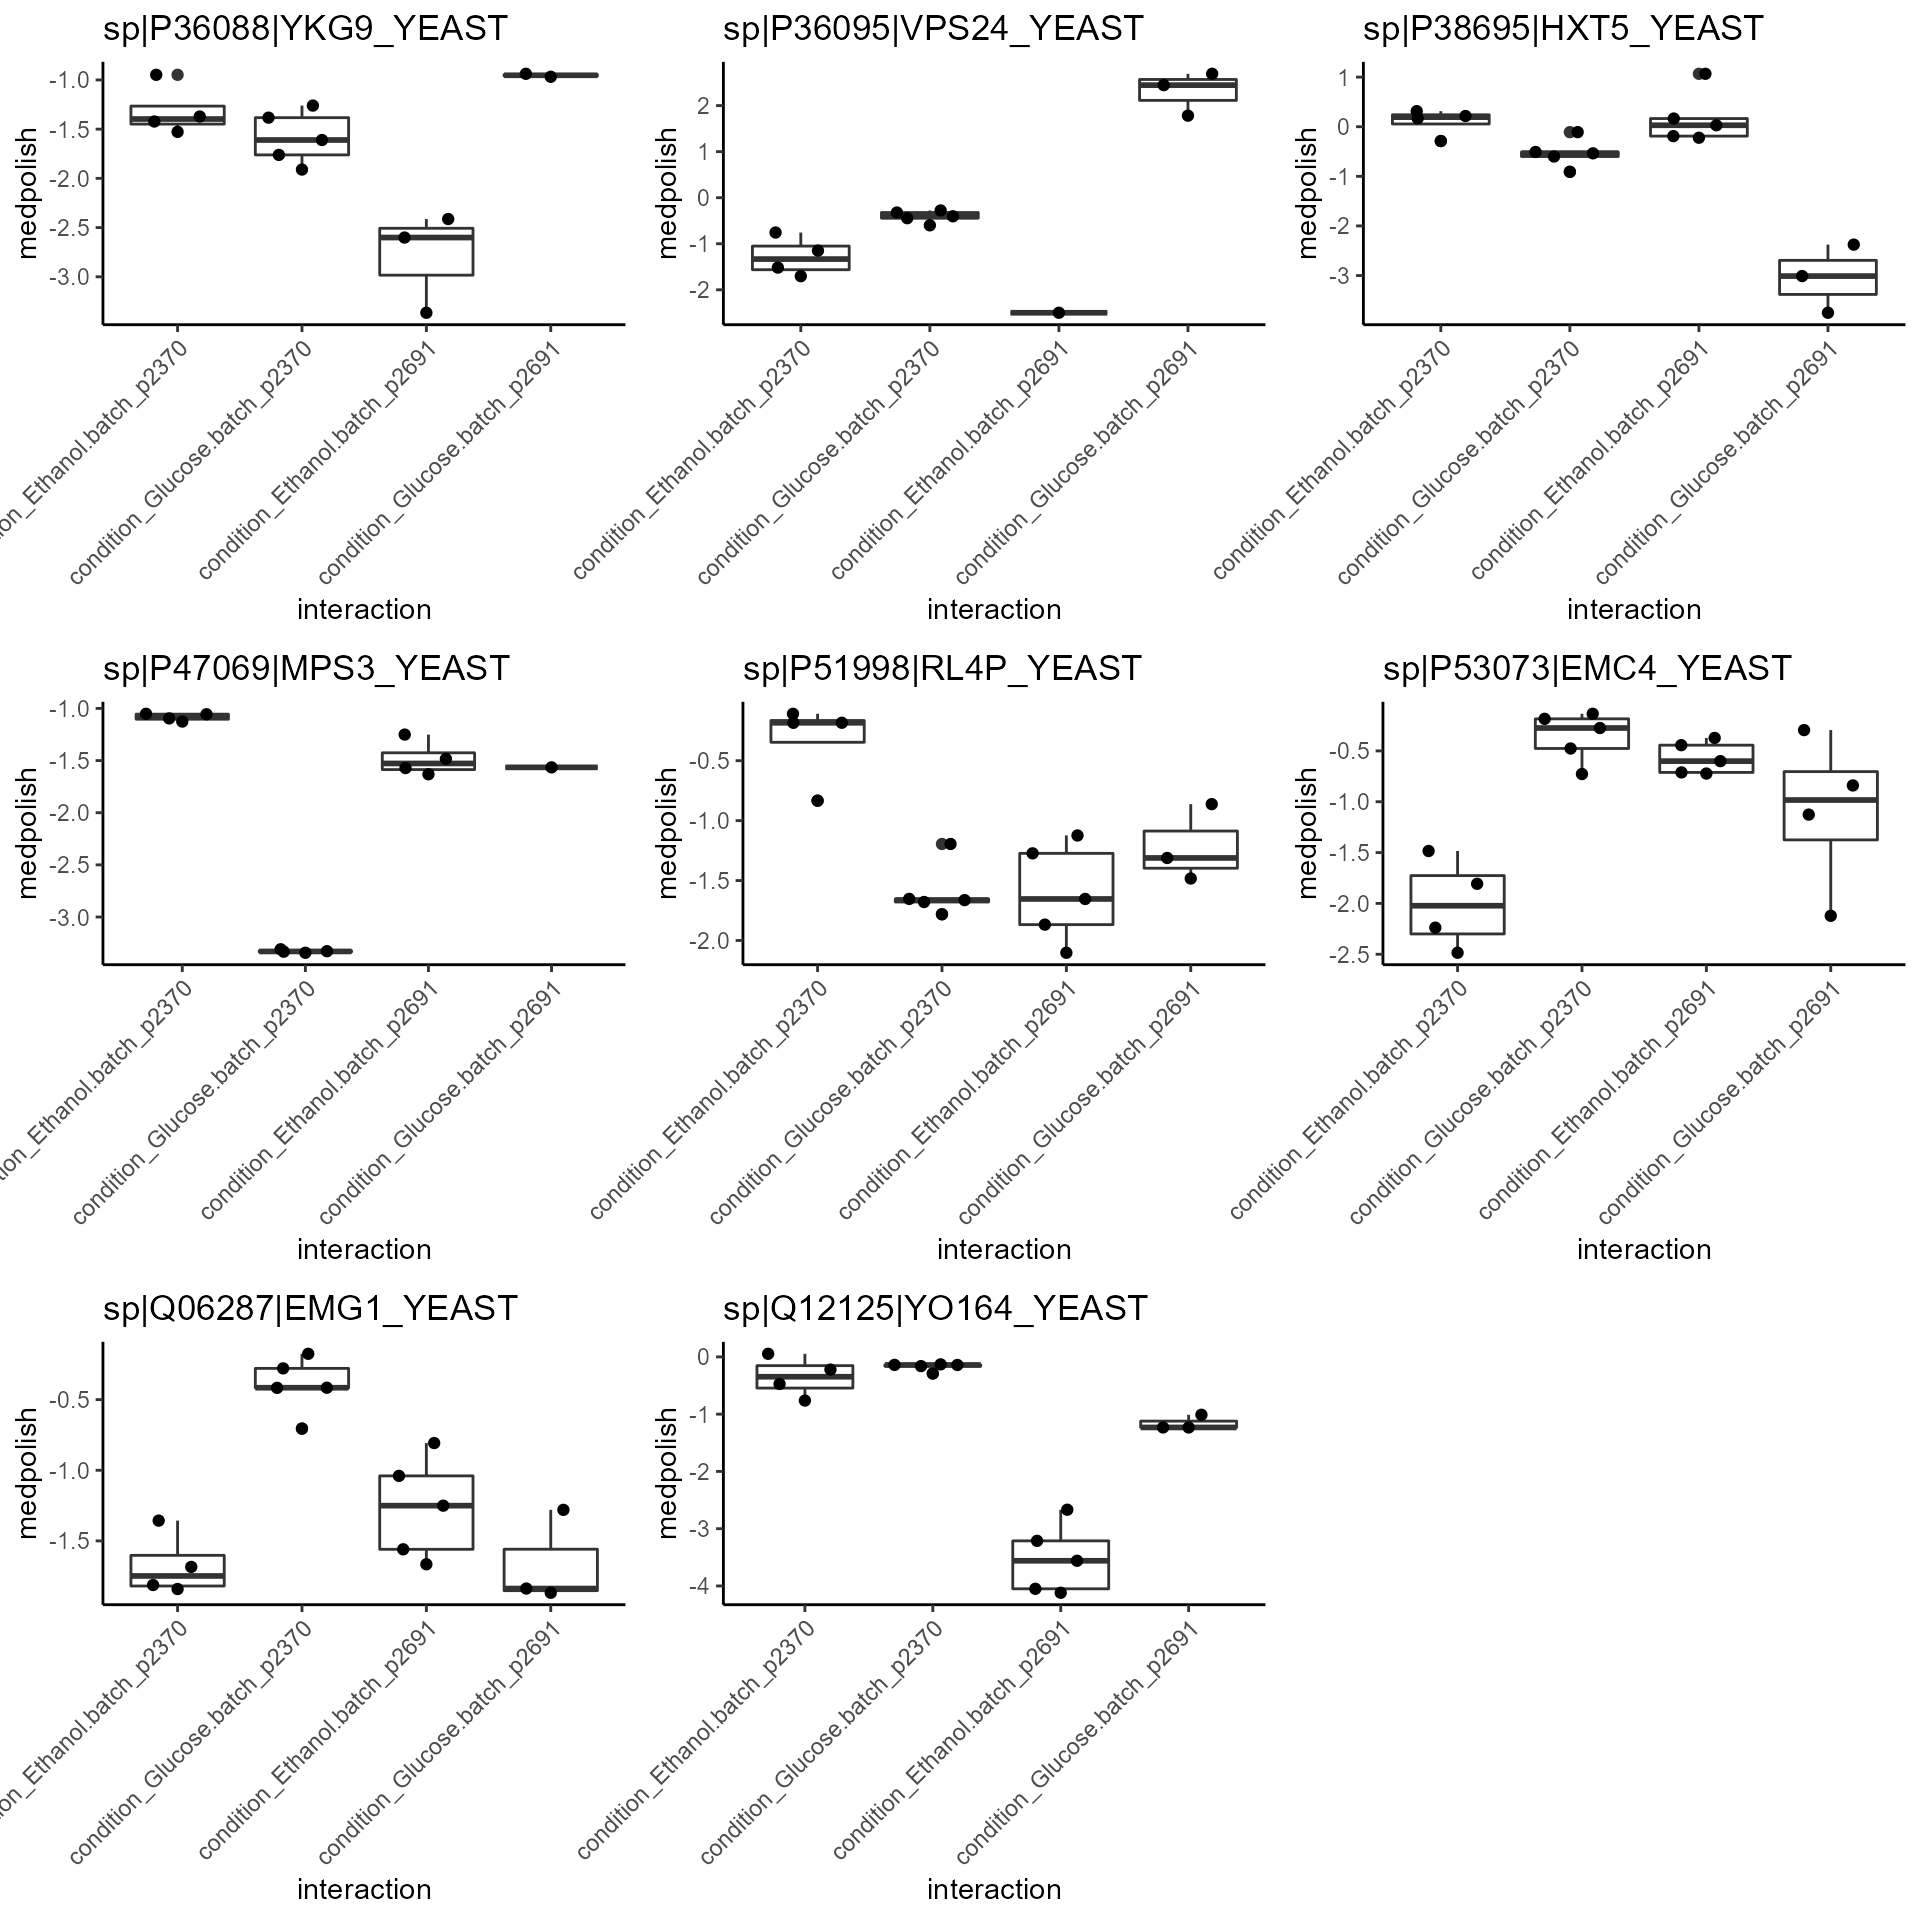 sp|P36088|YKG9_YEAST
medpolish
-1.0
-1.5
-2.0
-2.5
-3.0
ion_Ethanol.batch_p2370
condition_Glucose.batch_p2370
condition_Ethanol.batch_p2691
condition_Glucose.batch_p2691
interaction
sp|P36095|VPS24_YEAST
medpolish
2
1
0
-1
-2
condition_Ethanol.batch_p2370
condition_Glucose.batch_p2370
condition_Ethanol.batch_p2691
condition_Glucose.batch_p2691
interaction
sp|P38695|HXT5_YEAST
medpolish
1
0
-1
-2
-3
condition_Ethanol.batch_p2370
condition_Glucose.batch_p2370
condition_Ethanol.batch_p2691
condition_Glucose.batch_p2691
interaction
sp|P47069|MPS3_YEAST
medpolish
-1.0
-1.5
-2.0
-2.5
-3.0
tion_Ethanol.batch_p2370
condition_Glucose.batch_p2370
condition_Ethanol.batch_p2691
condition_Glucose.batch_p2691
interaction
sp|P51998|RL4P_YEAST
medpolish
-0.5
-1.0
-1.5
-2.0
condition_Ethanol.batch_p2370
condition_Glucose.batch_p2370
condition_Ethanol.batch_p2691
condition_Glucose.batch_p2691
interaction
sp|P53073|EMC4_YEAST
medpolish
-0.5
-1.0
-1.5
-2.0
-2.5
condition_Ethanol.batch_p2370
condition_Glucose.batch_p2370
condition_Ethanol.batch_p2691
condition_Glucose.batch_p2691
interaction
sp|Q06287|EMG1_YEAST
medpolish
-0.5
-1.0
-1.5
ion_Ethanol.batch_p2370
condition_Glucose.batch_p2370
condition_Ethanol.batch_p2691
condition_Glucose.batch_p2691
interaction
sp|Q12125|YO164_YEAST
medpolish
0
-1
-2
-3
-4
condition_Ethanol.batch_p2370
condition_Glucose.batch_p2370
condition_Ethanol.batch_p2691
condition_Glucose.batch_p2691
interaction